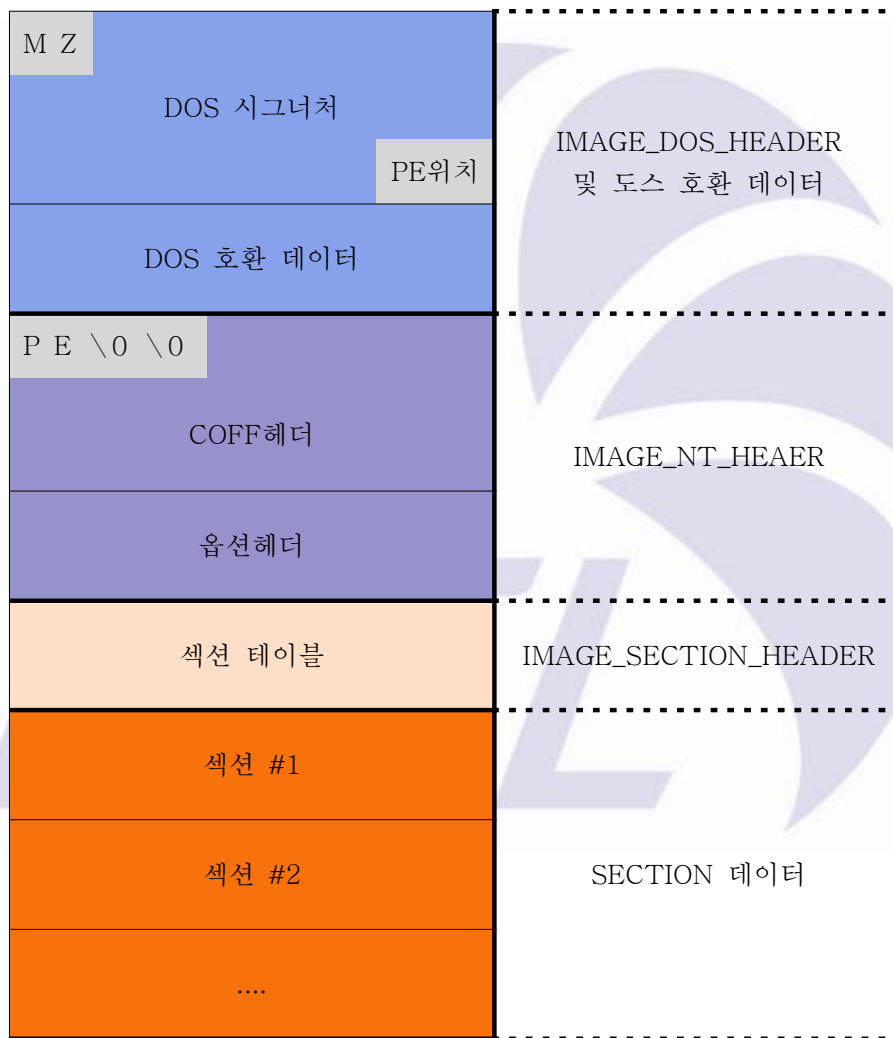 M Z
DOS 시그너처
PE위치
DOS 호환 데이터
IMAGE_DOS_HEADER
및 도스 호환 데이터
P E \0 \0
COFF헤더
옵션헤더
IMAGE_NT_HEAER
섹션 테이블
IMAGE_SECTION_HEADER
섹션 #1
섹션 #2
....
SECTION 데이터